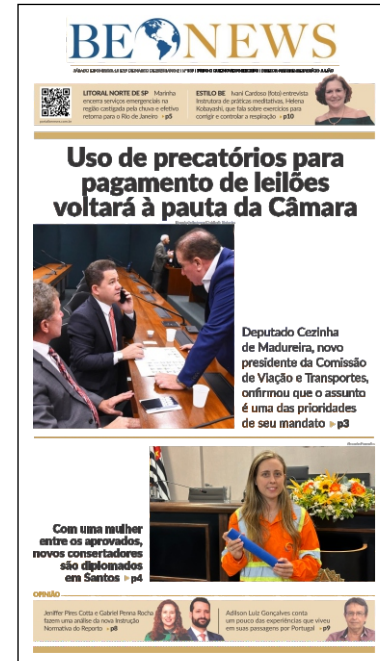 BE NEWS
LITORAL NORTE DE SP Marinha
encerra serviços emergenciais na
região castigada pela chuva e efetivo
retorna para o Rio de Janeiro ▸p5
ESTILO BE Ivani Cardoso (foto) entrevista
Instrutora de práticas meditativas, Helena
Kobayashi, que fala sobre exercícios para
corrigir e controlar a respiração ▸p10
Uso de precatórios para
pagamento de leilões
voltará à pauta da Câmara
Deputado Cezinha
de Madureira, novo
presidente da Comissão
de Viação e Transportes,
onfirmou que o assunto
é uma das prioridades
de seu mandato ▸p3
Com uma mulher
entre os aprovados,
novos consertadores
são diplomados
em Santos ▸p4
OPINIÃO
Jeniffer Pires Cotta e Gabriel Penna Rocha
fazem uma análise da nova Instrução
Normativa do Reporto ▸p8
Adilson Luiz Gonçalves conta
um pouco das experiências que viveu
em suas passagens por Portugal ▸p9